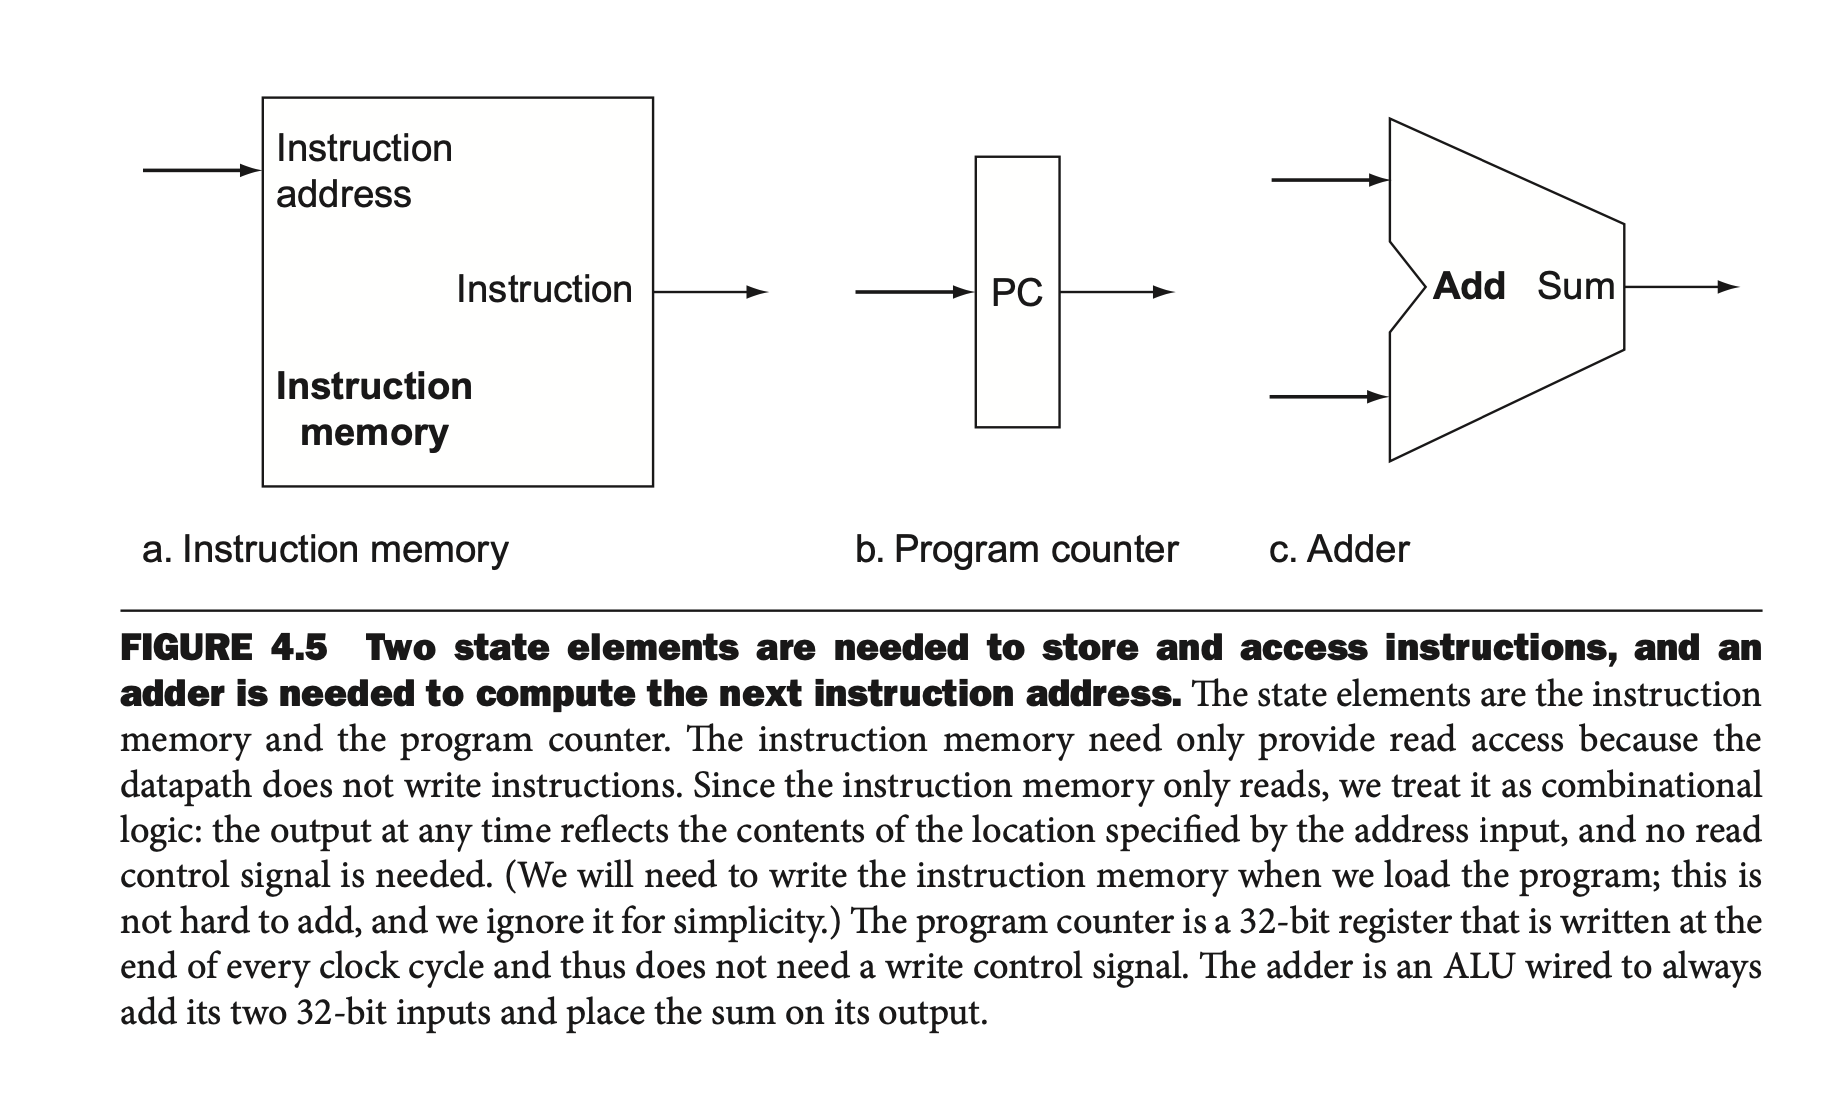 Instruction
address
Instruction
Instruction
memory
PC
Add Sum
a. Instruction memory
b. Program counter
c. Adder
FIGURE 4.5 Two state elements are needed to store and access instructions, and an
adder is needed to compute the next instruction address. The state elements are the instruction
memory and the program counter. The instruction memory need only provide read access because the
datapath does not write instructions. Since the instruction memory only reads, we treat it as combinational
logic: the output at any time reflects the contents of the location specified by the address input, and no read
control signal is needed. (We will need to write the instruction memory when we load the program; this is
not hard to add, and we ignore it for simplicity.) The program counter is a 32-bit register that is written at the
end of every clock cycle and thus does not need a write control signal. The adder is an ALU wired to always
add its two 32-bit inputs and place the sum on its output.